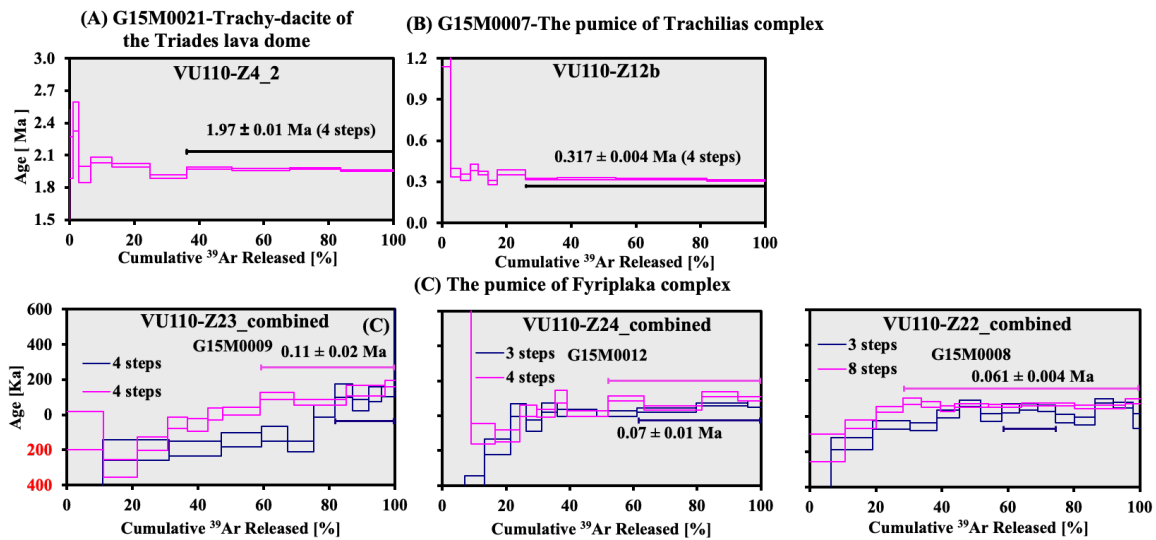 (A) G15M0021-Trachy-dacite of
the Triades lava dome
(B) G15M0007-The pumice of Trachilias complex
3.0
2.7
2.4
2.1
1.8
1.5
Age [ Ma]
VU110-Z4_2
1.97 ± 0.01 Ma (4 steps)
0 20 40 60 80 100
Cumulative ³⁹Ar Released [%]
1.2
0.9
0.6
0.3
0.0
VU110-Z12b
0.317 ± 0.004 Ma (4 steps)
0 20 40 60 80 100
Cumulative ³⁹Ar Released [%]
(C) The pumice of Fyriplaka complex
600
400
200
0
200
400
Age [Ka]
VU110-Z23_combined (C)
G15M0009
4 steps
0.11 ± 0.02 Ma
4 steps
0 20 40 60 80 100
Cumulative ³⁹Ar Released [%]
VU110-Z24_combined
3 steps
G15M0012
4 steps
0.07 ± 0.01 Ma
0 20 40 60 80 100
Cumulative ³⁹Ar Released [%]
VU110-Z22_combined
3 steps
G15M0008
8 steps
0.061 ± 0.004 Ma
0 20 40 60 80 100
Cumulative ³⁹Ar Released [%]